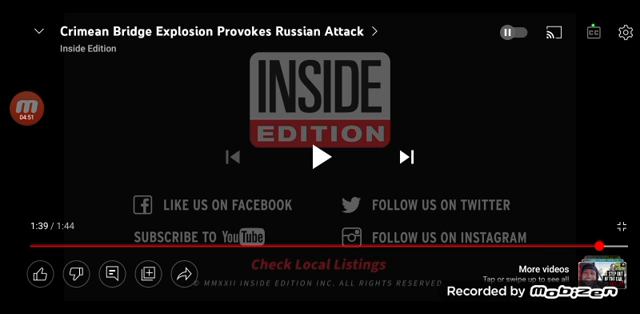 Crimean Bridge Explosion Provokes Russian Attack
Inside Edition
CC
m
04:51
INSIDE
EDITION
LIKE US ON FACEBOOK
FOLLOW US ON TWITTER
1:39 / 1:44
SUBSCRIBE TO YouTube
FOLLOW US ON INSTAGRAM
Check Local Listings
© MMXXII INSIDE EDITION INC. ALL RIGHTS RESERVED
More videos
Tap or swipe up to see all
Recorded by mobizen